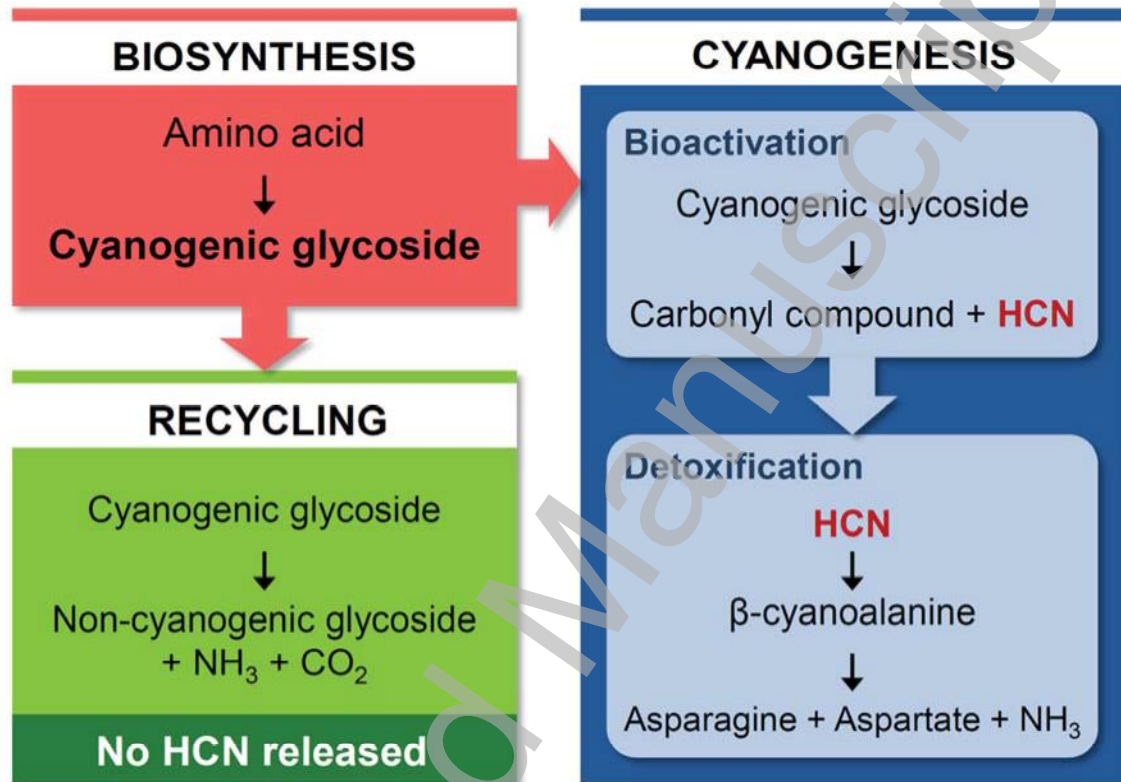 BIOSYNTHESIS
Amino acid
↓
Cyanogenic glycoside
RECYCLING
Cyanogenic glycoside
↓
Non-cyanogenic glycoside
+ NH₃ + CO₂
No HCN released
CYANOGENESIS
Bioactivation
Cyanogenic glycoside
↓
Carbonyl compound + HCN
Detoxification
HCN
↓
β-cyanoalanine
↓
Asparagine + Aspartate + NH₃
d Manuscrip